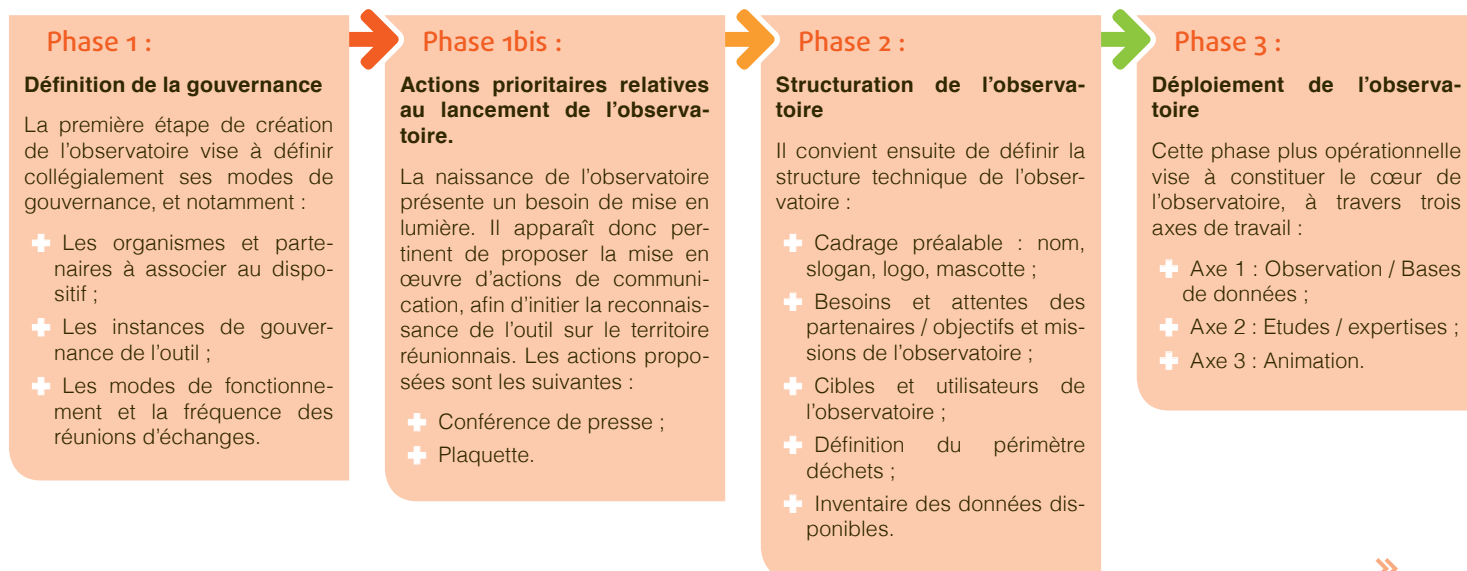 Phase 1 :
Définition de la gouvernance
La première étape de création
de l'observatoire vise à définir
collégialement ses modes de
gouvernance, et notamment :
Les organismes et parte-
naires à associer au dispo-
sitif ;
Les instances de gouver-
nance de l'outil ;
Les modes de fonctionne-
ment et la fréquence des
réunions d'échanges.
Phase 1bis :
Actions prioritaires relatives
au lancement de l'observa-
toire.
La naissance de l'observatoire
présente un besoin de mise en
lumière. Il apparaît donc per-
tinent de proposer la mise en
œuvre d'actions de communi-
cation, afin d'initier la reconnais-
sance de l'outil sur le territoire
réunionnais. Les actions propo-
sées sont les suivantes :
Conférence de presse ;
Plaquette.
Phase 2 :
Structuration de l'observa-
toire
Il convient ensuite de définir la
structure technique de l'obser-
vatoire :
Cadrage préalable : nom,
slogan, logo, mascotte ;
Besoins et attentes des
partenaires / objectifs et mis-
sions de l'observatoire ;
Cibles et utilisateurs de
l'observatoire ;
Définition du périmètre
déchets ;
Inventaire des données dis-
ponibles.
Phase 3 :
Déploiement de l'observa-
toire
Cette phase plus opérationnelle
vise à constituer le cœur de
l'observatoire, à travers trois
axes de travail :
Axe 1 : Observation / Bases
de données ;
Axe 2 : Etudes / expertises ;
Axe 3 : Animation.